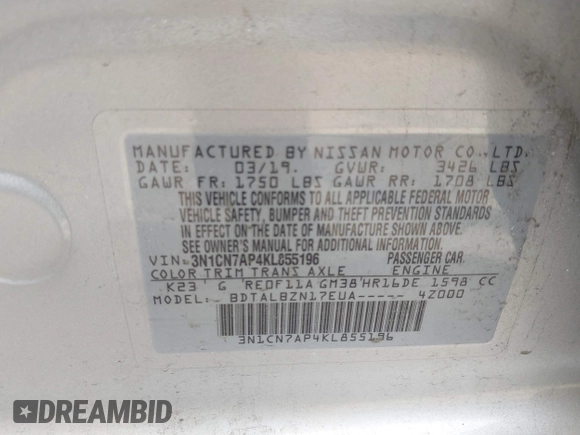 MANUFACTURED BY NISSAN MOTOR CO., LTD.
DATE: 03/19. GVWR: 3426 LBS
GAWR FR: 1750 LBS GAWR RR: 1708 LBS
THIS VEHICLE CONFORMS TO ALL APPLICABLE FEDERAL MOTOR
VEHICLE SAFETY, BUMPER AND THEFT PREVENTION STANDARDS
IN EFFECT ON THE DATE OF MANUFACTURE SHOWN ABOVE.
SEE OWNER'S MANUAL FOR ADDITIONAL INFORMATION
VIN: 3N1CN7AP4KL855196 PASSENGER CAR
COLOR TRIM TRANS AXLE ENGINE
K23 G RE0F11A GM38 HR16DE 1598 CC
MODEL: BDTALBZN17EUA----- 4Z000
3N1CN7AP4KL855196
DREAMBID